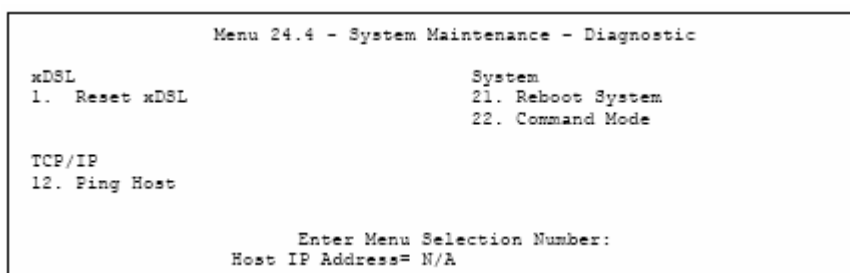 Menu 24.4 - System Maintenance - Diagnostic
xDSL System
1. Reset xDSL 21. Reboot System
22. Command Mode
TCP/IP
12. Ping Host
Enter Menu Selection Number:
Host IP Address= N/A